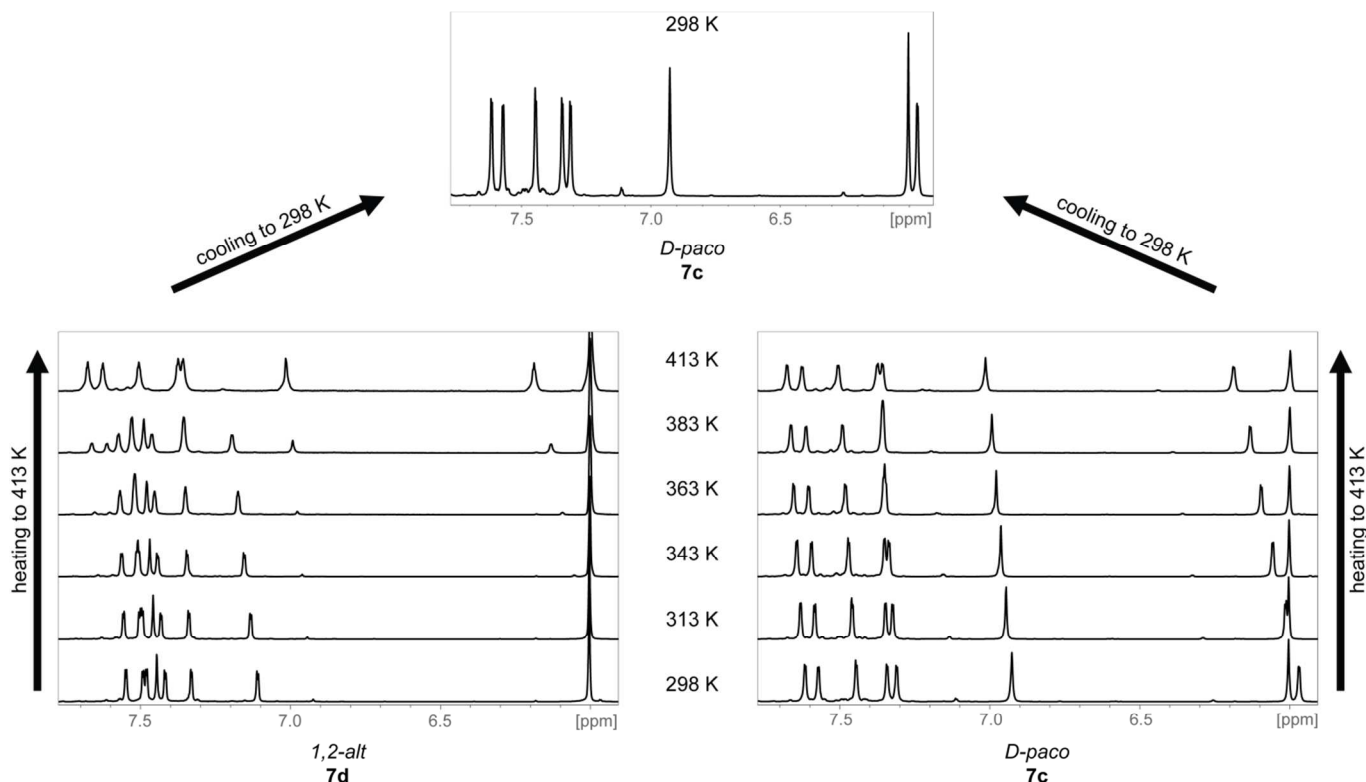 298 K
7.5 7.0 6.5 [ppm]
D-paco
7c
cooling to 298 K
cooling to 298 K
heating to 413 K
413 K
383 K
363 K
343 K
313 K
298 K
heating to 413 K
7.5 7.0 6.5 [ppm]
7.5 7.0 6.5 [ppm]
1,2-alt
7d
D-paco
7c